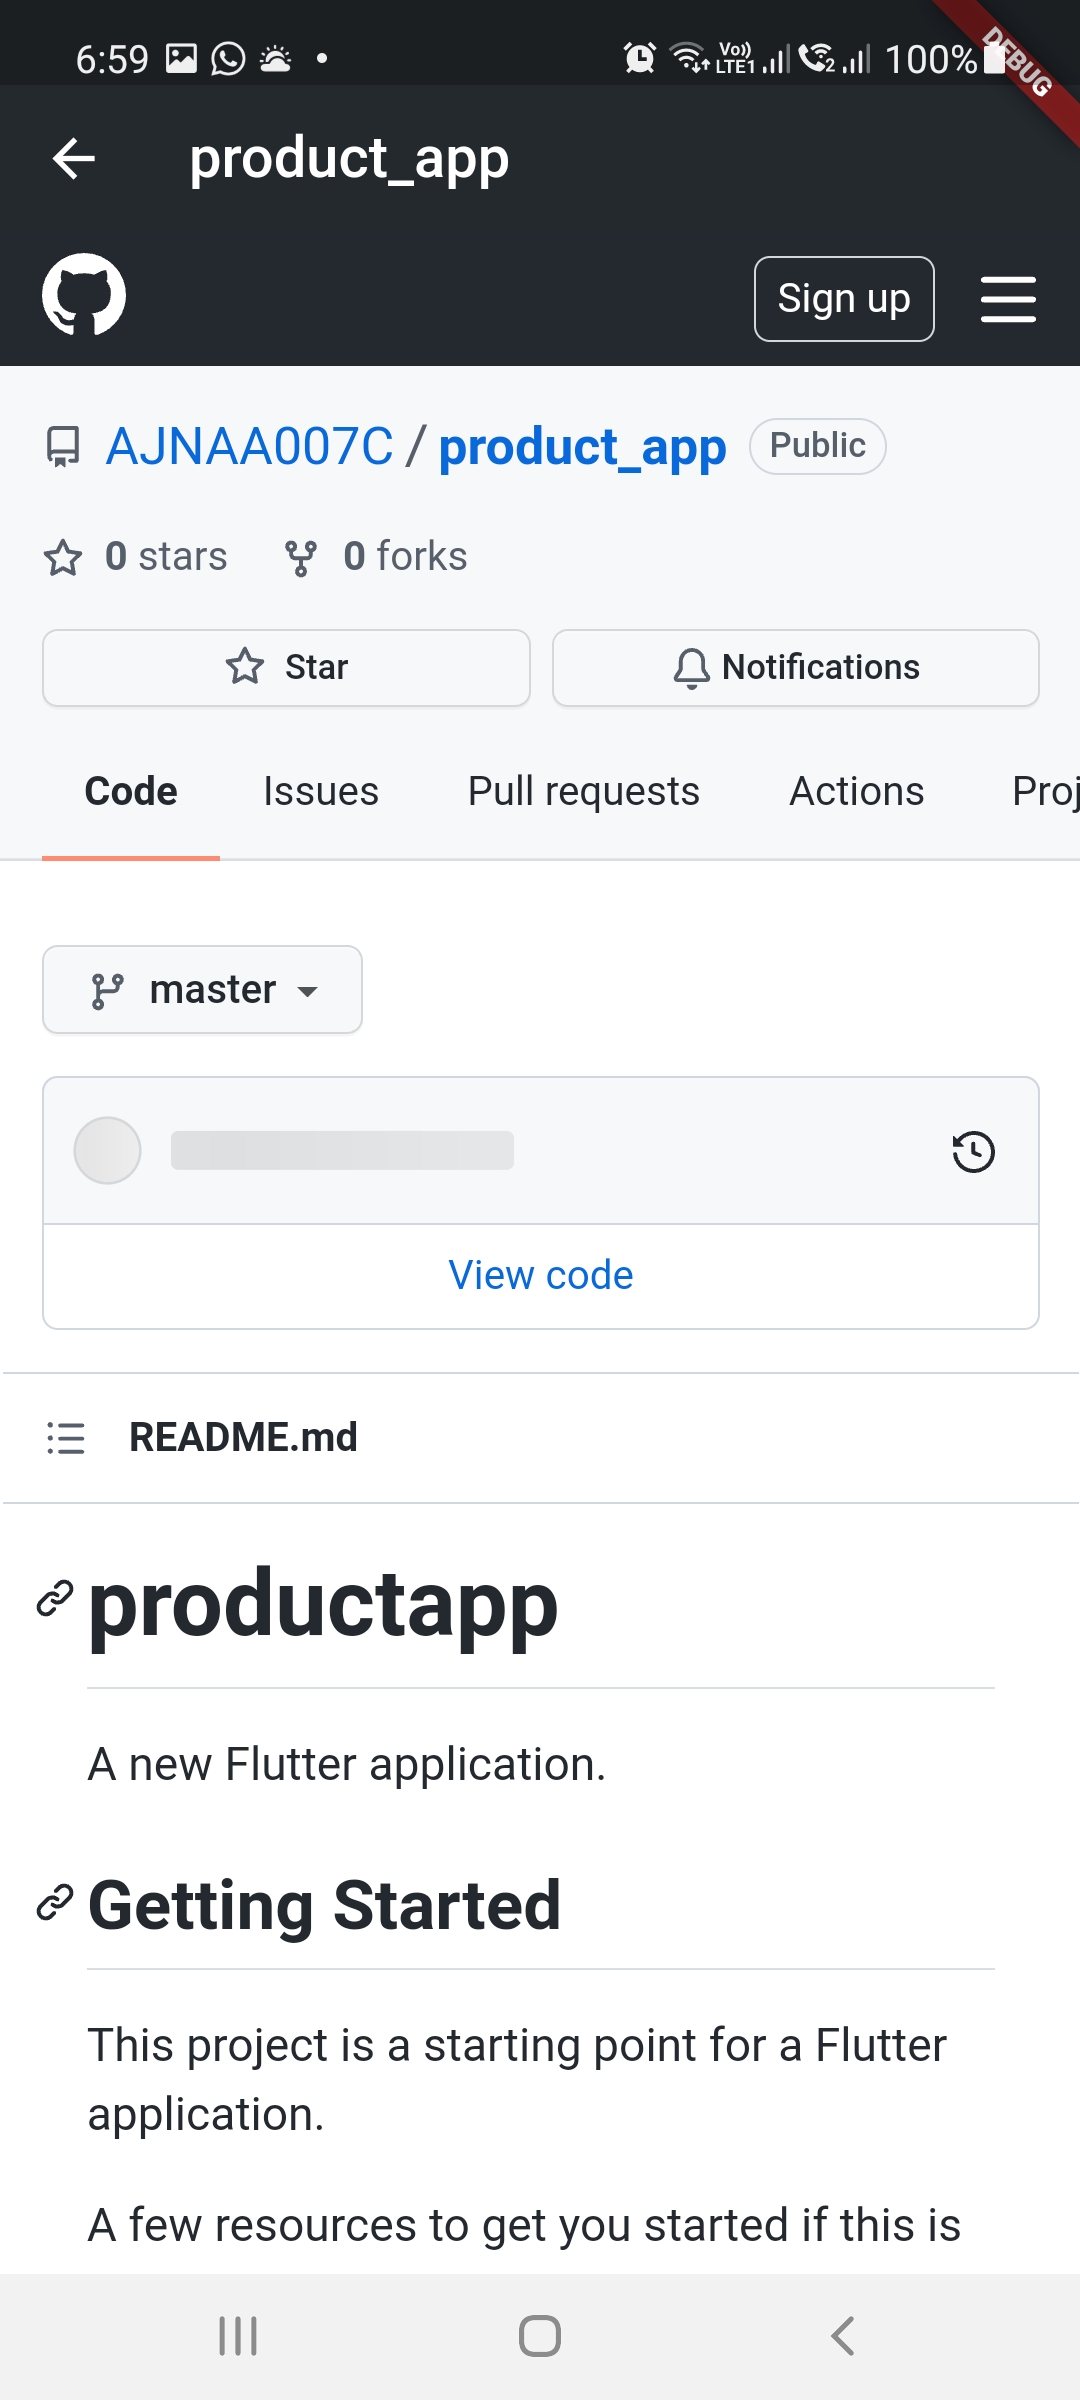 6:59
Vo))
LTE1
2
100%
DEBUG
product_app
Sign up
AJNAA007C / product_app Public
0 stars 0 forks
Star Notifications
Code Issues Pull requests Actions Proj
master
View code
README.md
productapp
A new Flutter application.
Getting Started
This project is a starting point for a Flutter
application.
A few resources to get you started if this is